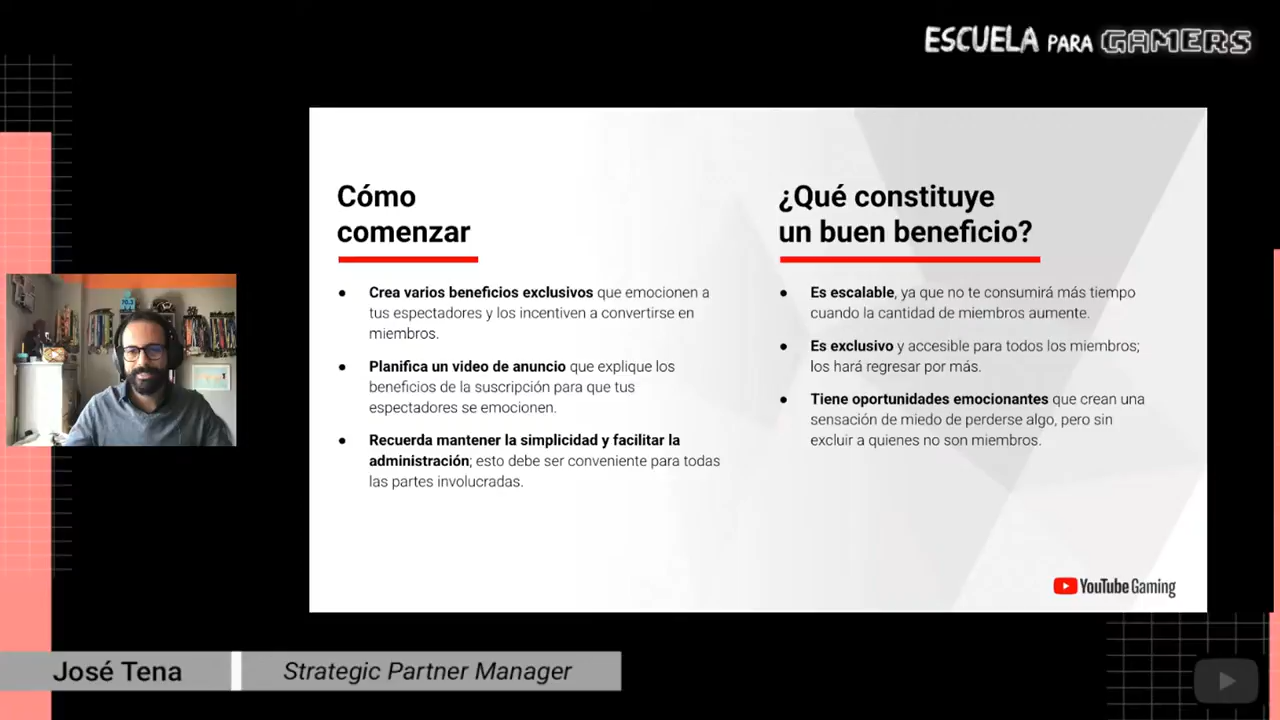 ESCUELA PARA GAMERS
Cómo
comenzar
● Crea varios beneficios exclusivos que emocionen a
tus espectadores y los incentiven a convertirse en
miembros.
● Planifica un video de anuncio que explique los
beneficios de la suscripción para que tus
espectadores se emocionen.
● Recuerda mantener la simplicidad y facilitar la
administración; esto debe ser conveniente para todas
las partes involucradas.
¿Qué constituye
un buen beneficio?
● Es escalable, ya que no te consumirá más tiempo
cuando la cantidad de miembros aumente.
● Es exclusivo y accesible para todos los miembros;
los hará regresar por más.
● Tiene oportunidades emocionantes que crean una
sensación de miedo de perderse algo, pero sin
excluir a quienes no son miembros.
YouTube Gaming
José Tena
Strategic Partner Manager